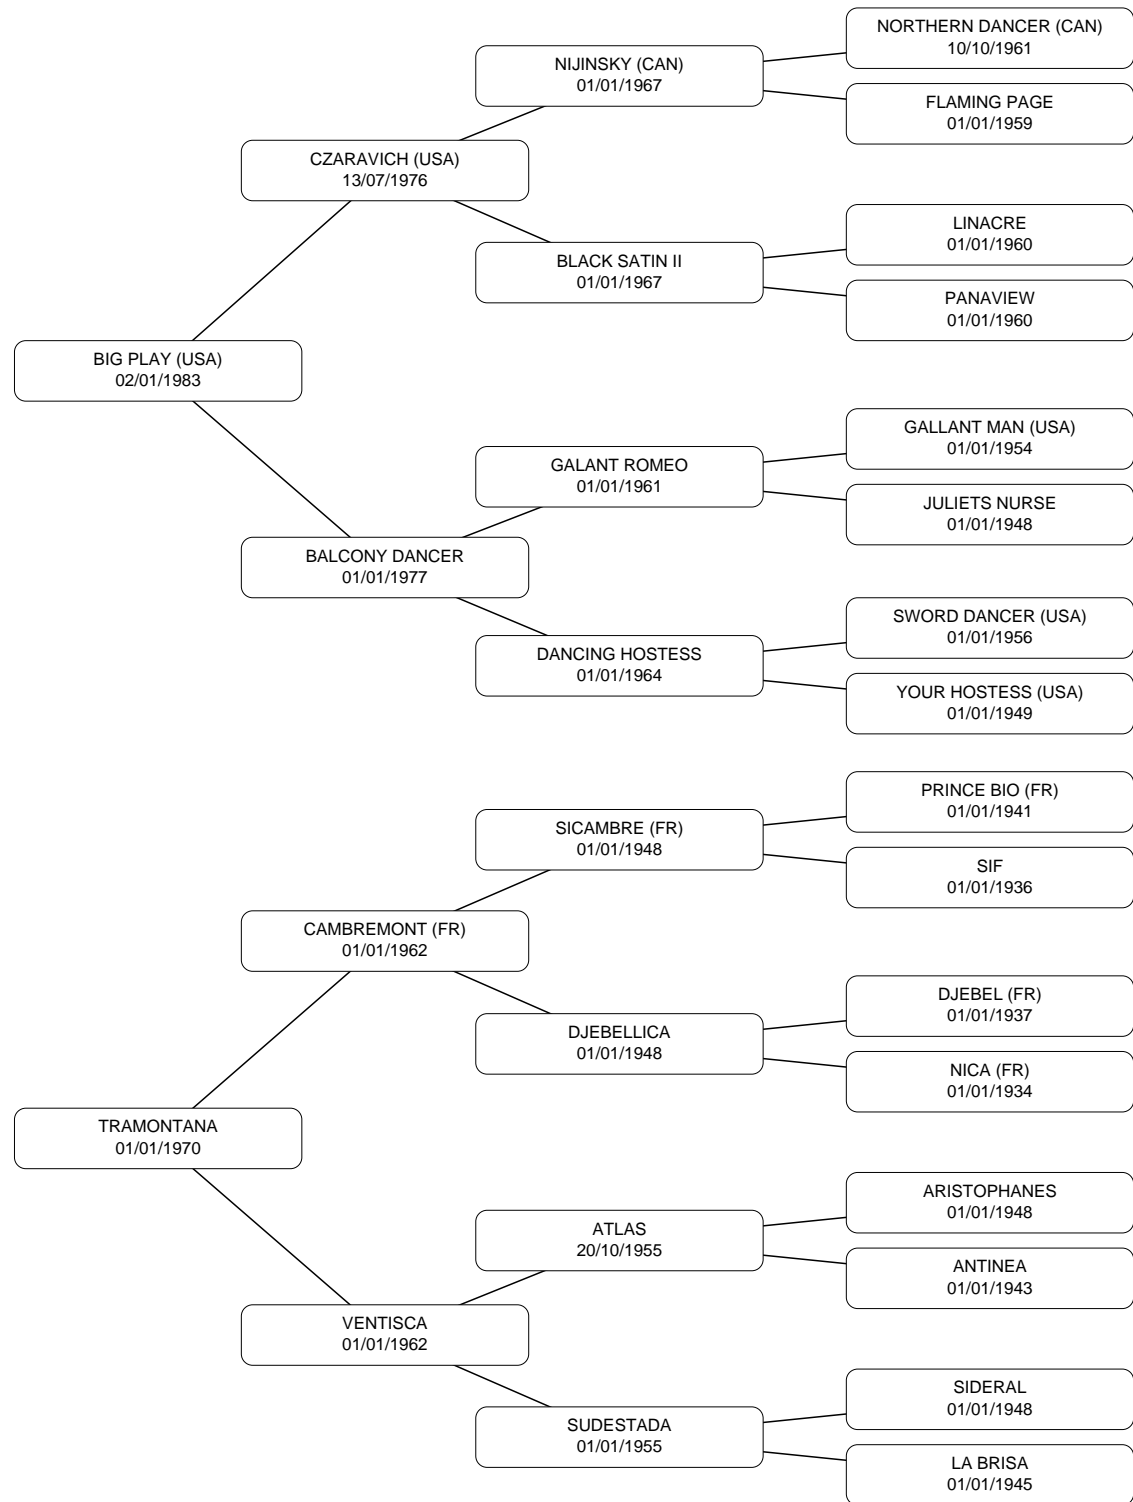 NORTHERN DANCER (CAN)
10/10/1961
NIJINSKY (CAN)
01/01/1967
FLAMING PAGE
01/01/1959
CZARAVICH (USA)
13/07/1976
LINACRE
01/01/1960
BLACK SATIN II
01/01/1967
PANAVIEW
01/01/1960
BIG PLAY (USA)
02/01/1983
GALLANT MAN (USA)
01/01/1954
GALANT ROMEO
01/01/1961
JULIETS NURSE
01/01/1948
BALCONY DANCER
01/01/1977
SWORD DANCER (USA)
01/01/1956
DANCING HOSTESS
01/01/1964
YOUR HOSTESS (USA)
01/01/1949
PRINCE BIO (FR)
01/01/1941
SICAMBRE (FR)
01/01/1948
SIF
01/01/1936
CAMBREMONT (FR)
01/01/1962
DJEBEL (FR)
01/01/1937
DJEBELLICA
01/01/1948
NICA (FR)
01/01/1934
TRAMONTANA
01/01/1970
ARISTOPHANES
01/01/1948
ATLAS
20/10/1955
ANTINEA
01/01/1943
VENTISCA
01/01/1962
SIDERAL
01/01/1948
SUDESTADA
01/01/1955
LA BRISA
01/01/1945